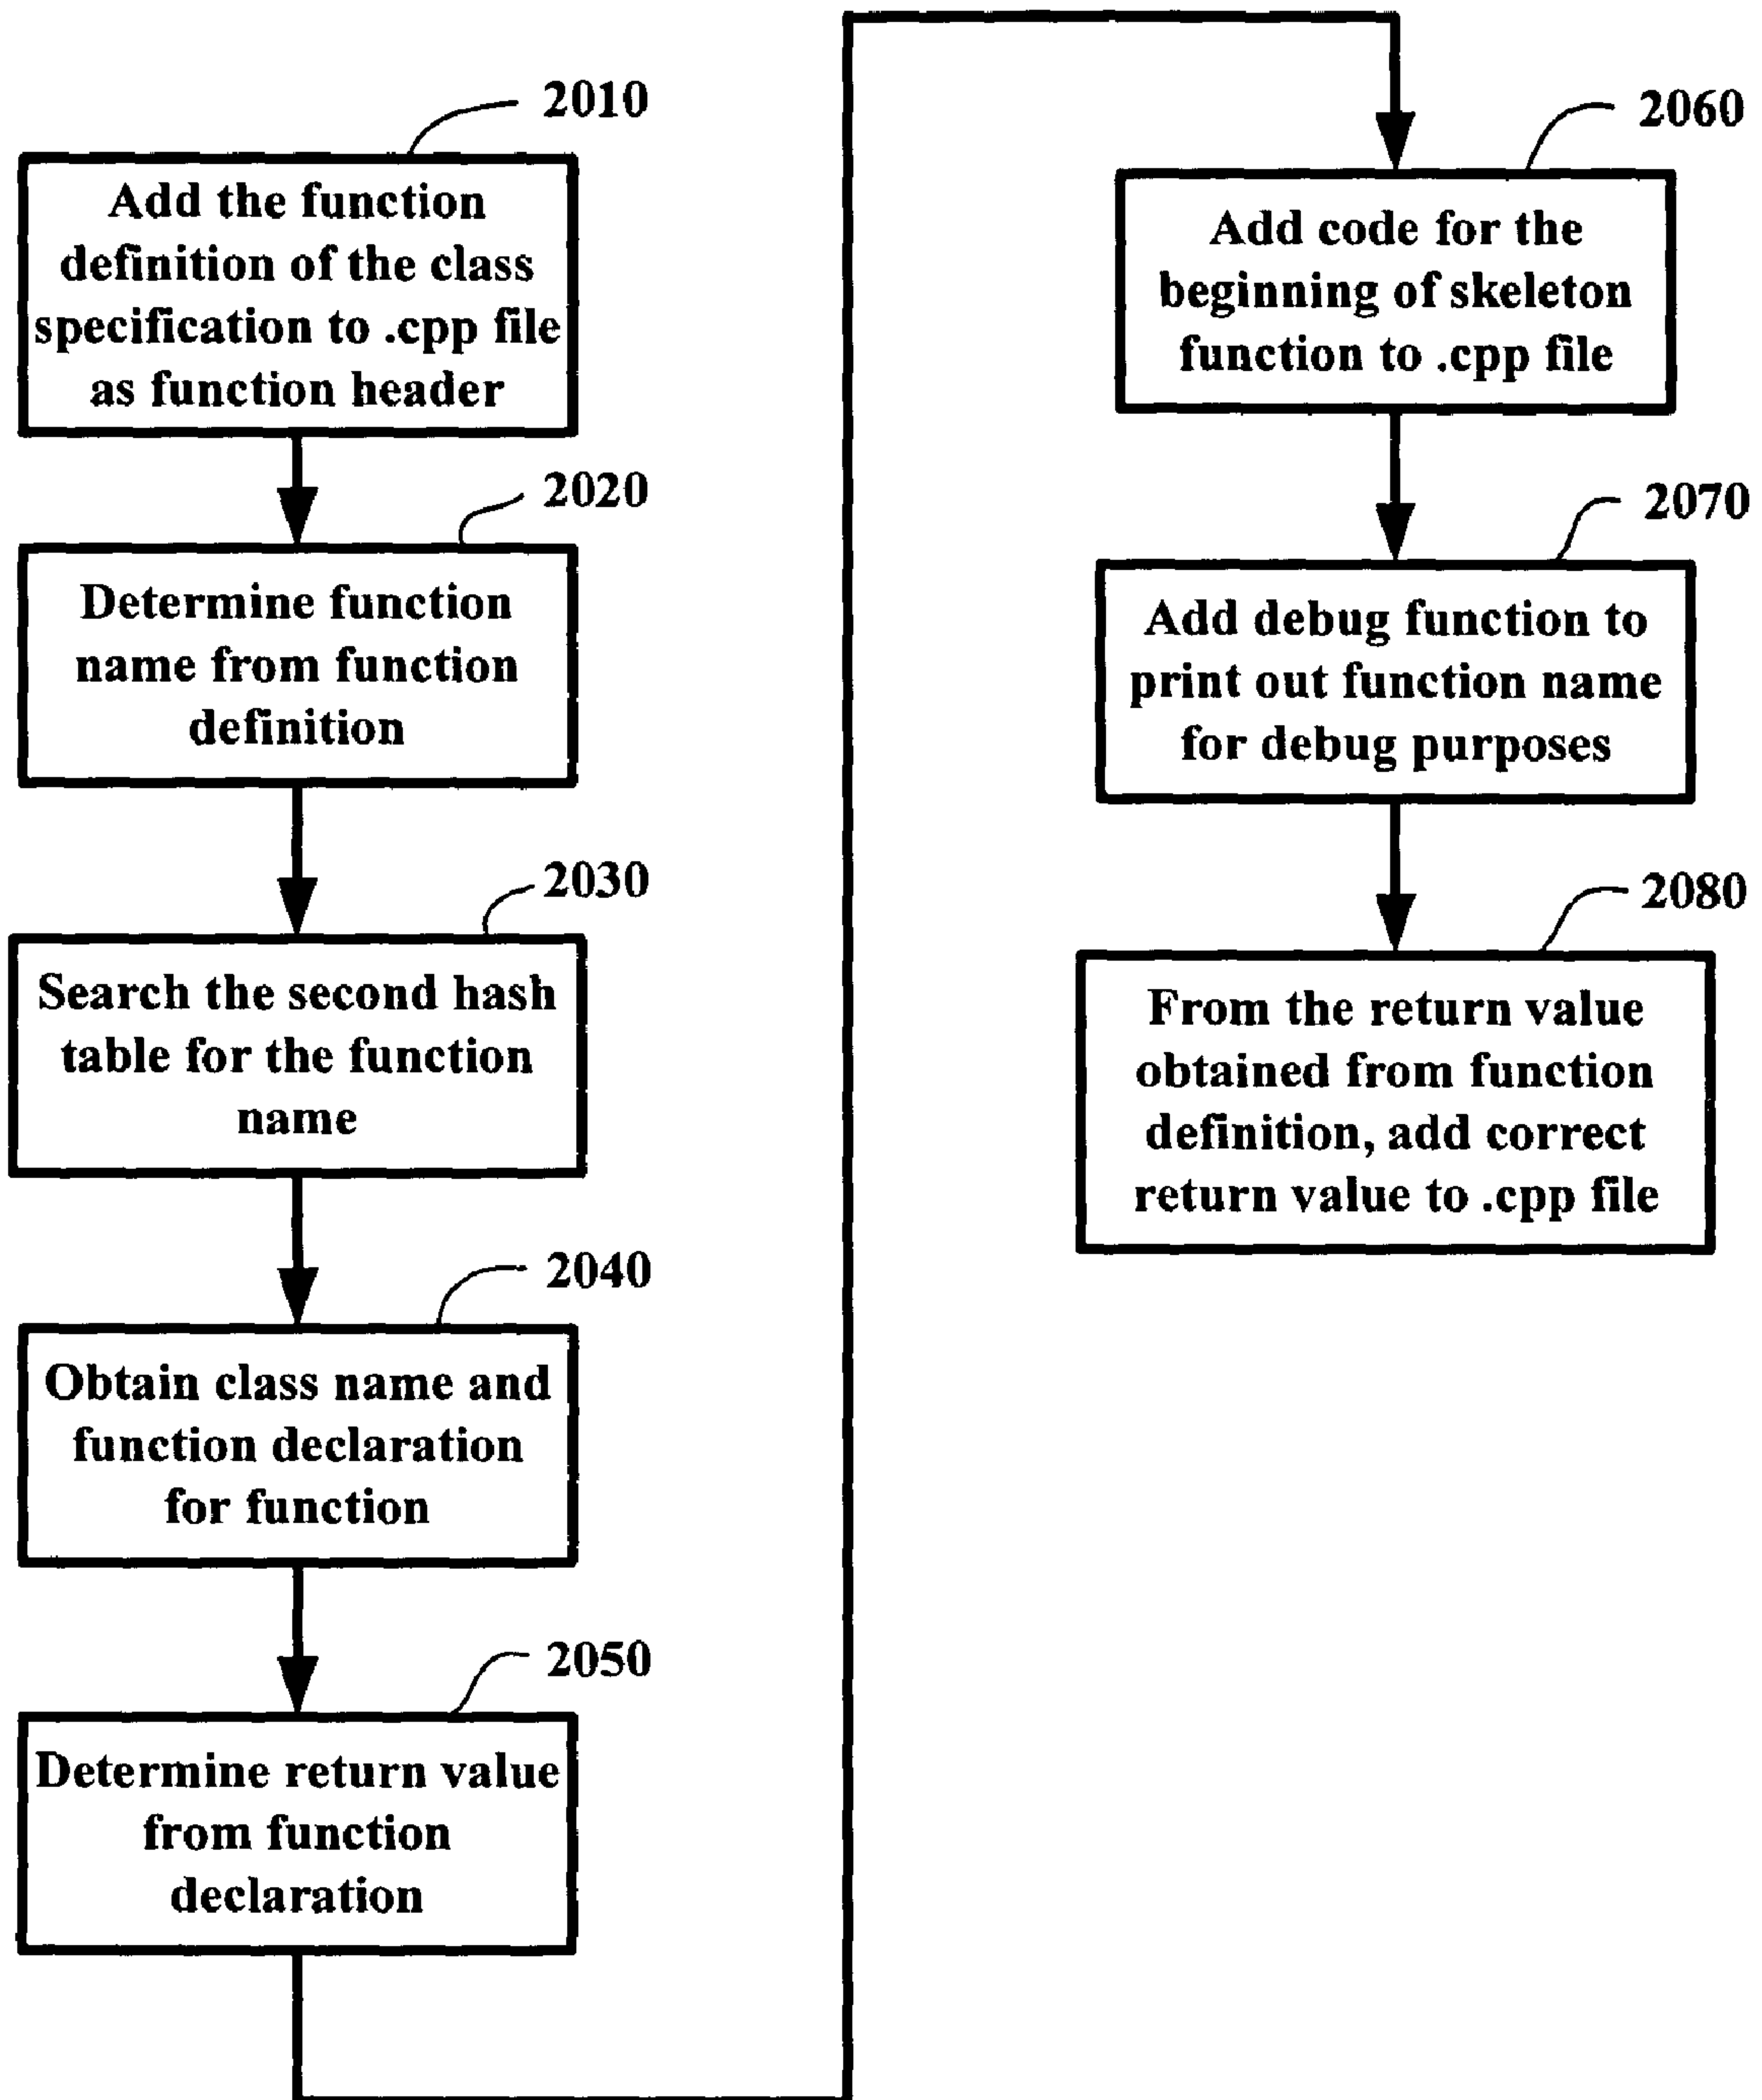 2010
Add the function
definition of the class
specification to .cpp file
as function header
2020
Determine function
name from function
definition
2030
Search the second hash
table for the function
name
2040
Obtain class name and
function declaration
for function
2050
Determine return value
from function
declaration
2060
Add code for the
beginning of skeleton
function to .cpp file
2070
Add debug function to
print out function name
for debug purposes
2080
From the return value
obtained from function
definition, add correct
return value to .cpp file